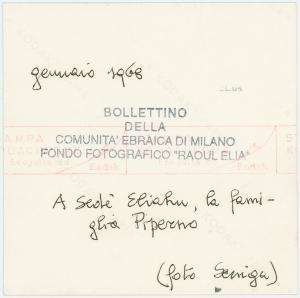 gennaio 1968
BOLLETTINO
DELLA
COMUNITA' EBRAICA DI MILANO
FONDO FOTOGRAFICO "RAOUL ELIA"
Kodak
A Sedè Eliahu, la fami-
glia Piperno
(foto Seniga)